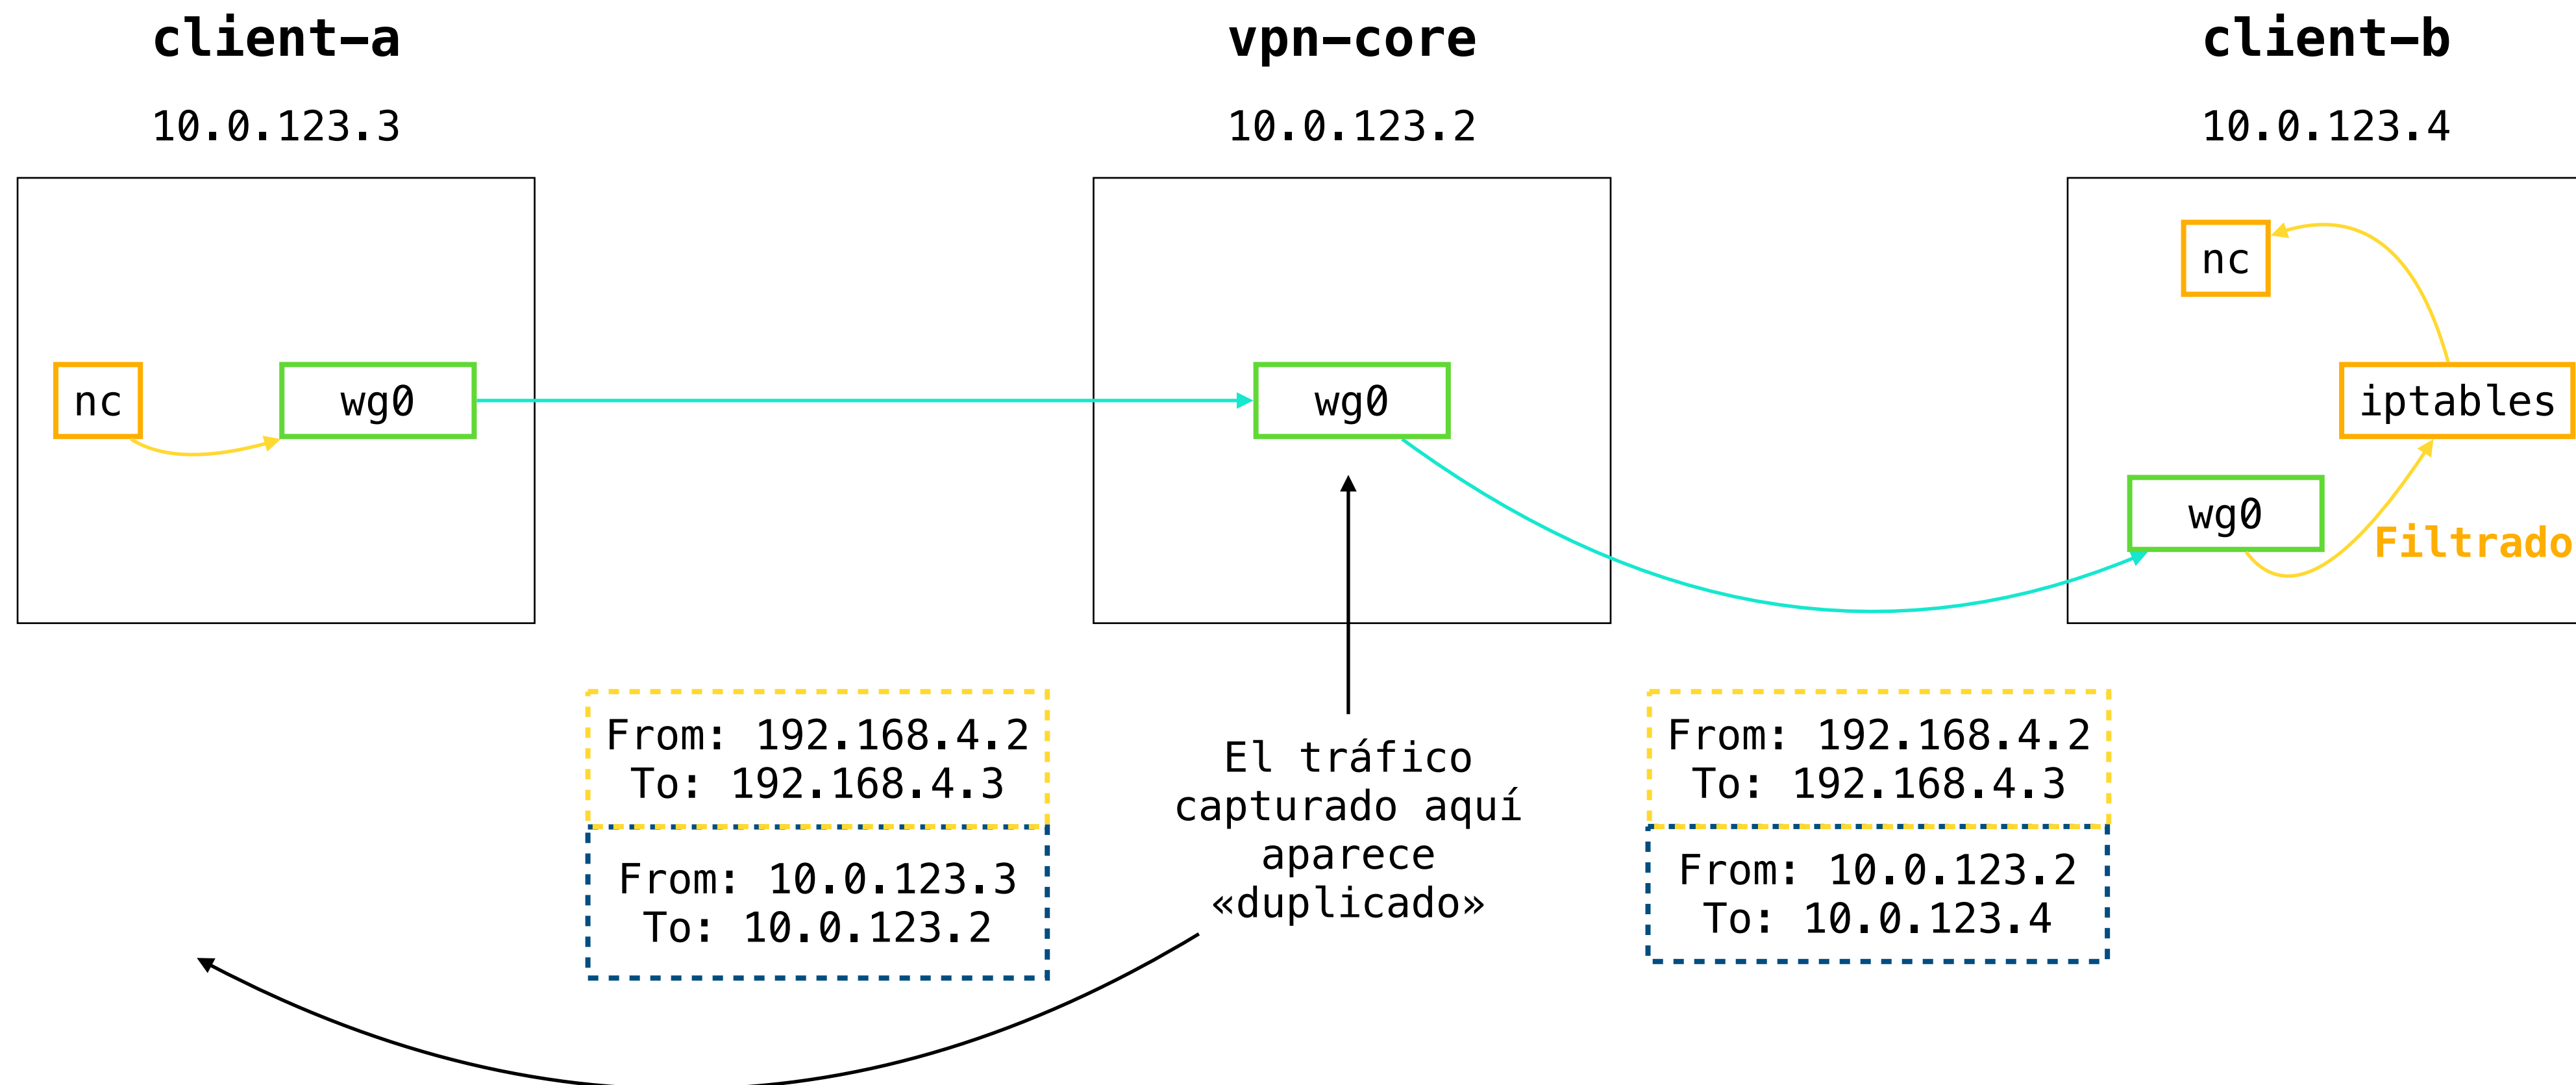 client-a
10.0.123.3
vpn-core
10.0.123.2
client-b
10.0.123.4
nc
wg0
wg0
nc
iptables
wg0
Filtrado
From: 192.168.4.2
To: 192.168.4.3
From: 10.0.123.3
To: 10.0.123.2
El tráfico
capturado aquí
aparece
«duplicado»
From: 192.168.4.2
To: 192.168.4.3
From: 10.0.123.2
To: 10.0.123.4